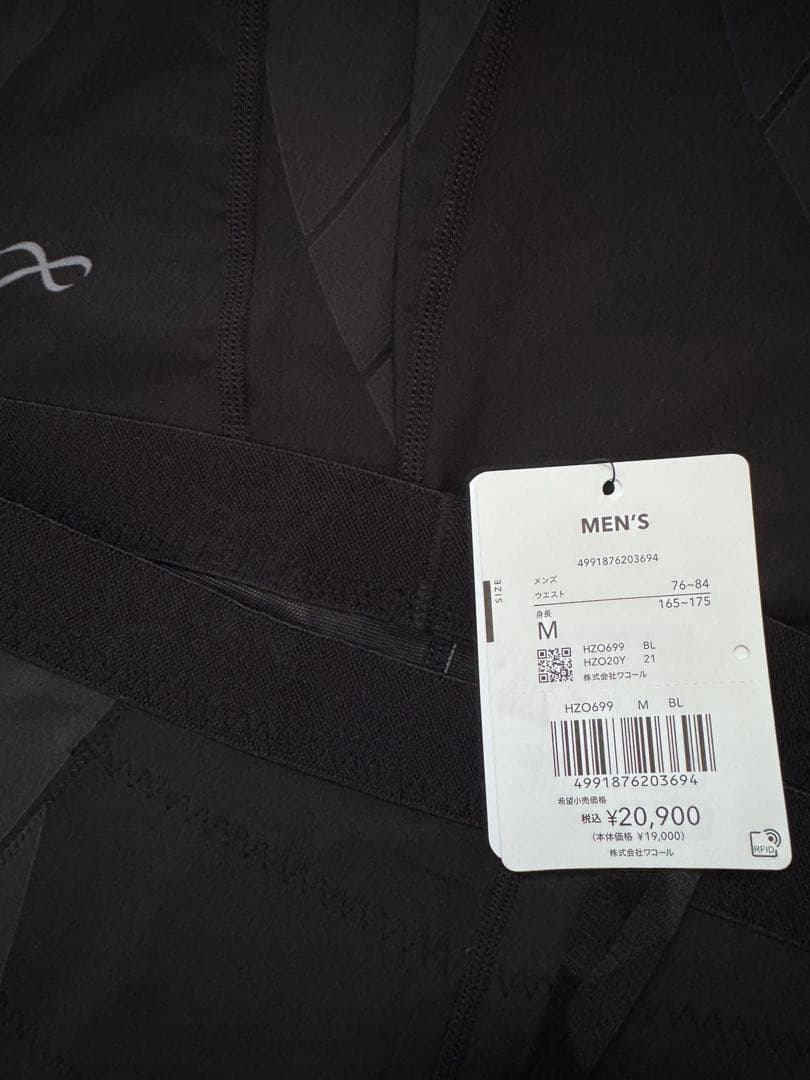 MEN'S
4991876203694
SIZE
メンズ
ウエスト 76~84
身長 165~175
M
HZO699 BL
HZO20Y 21
株式会社ワコール
HZO699 M BL
4991876203694
希望小売価格
税込 ¥20,900
(本体価格 ¥19,000)
株式会社ワコール
RFID